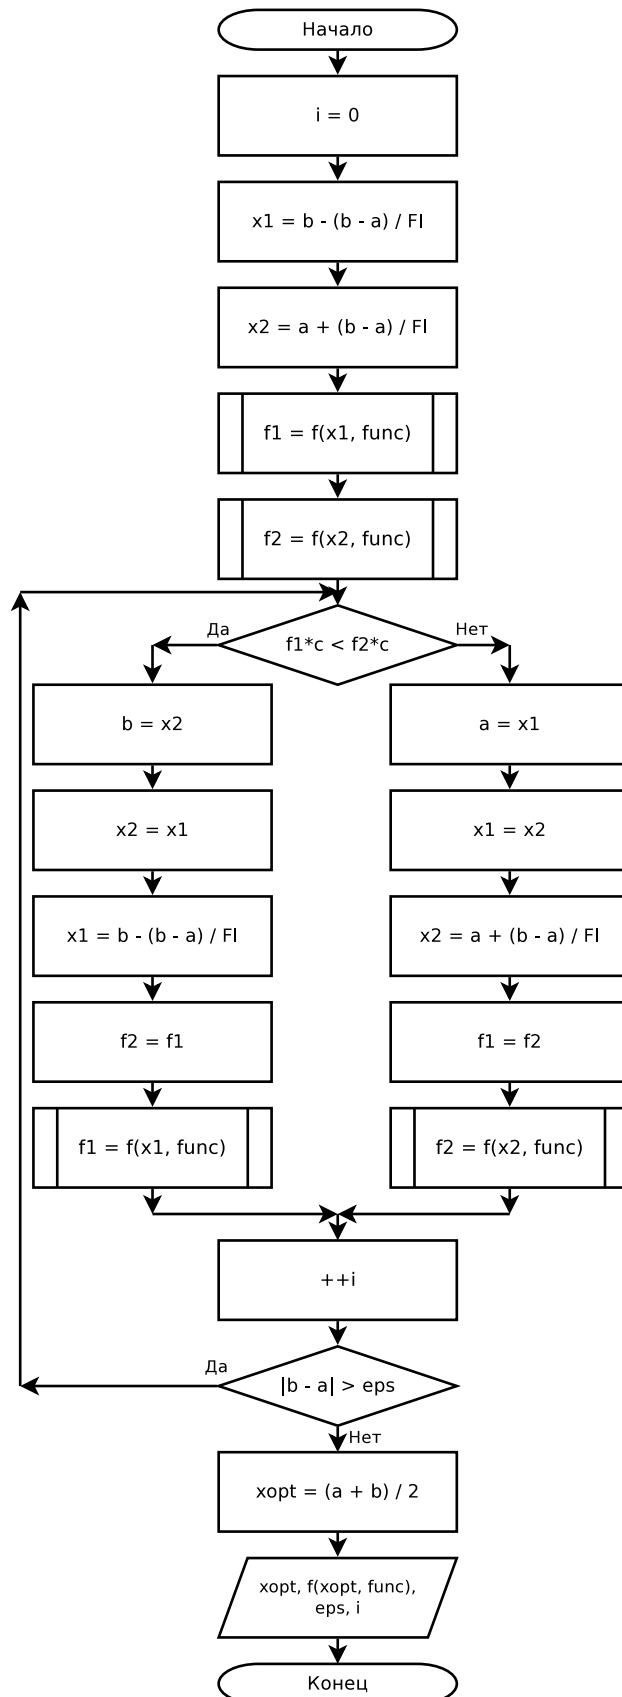 Начало
i = 0
x1 = b - (b - a) / FI
x2 = a + (b - a) / FI
f1 = f(x1, func)
f2 = f(x2, func)
Да
f1*c < f2*c
Нет
b = x2
a = x1
x2 = x1
x1 = x2
x1 = b - (b - a) / FI
x2 = a + (b - a) / FI
f2 = f1
f1 = f2
f1 = f(x1, func)
f2 = f(x2, func)
++i
Да
|b - a| > eps
Нет
xopt = (a + b) / 2
xopt, f(xopt, func),
eps, i
Конец